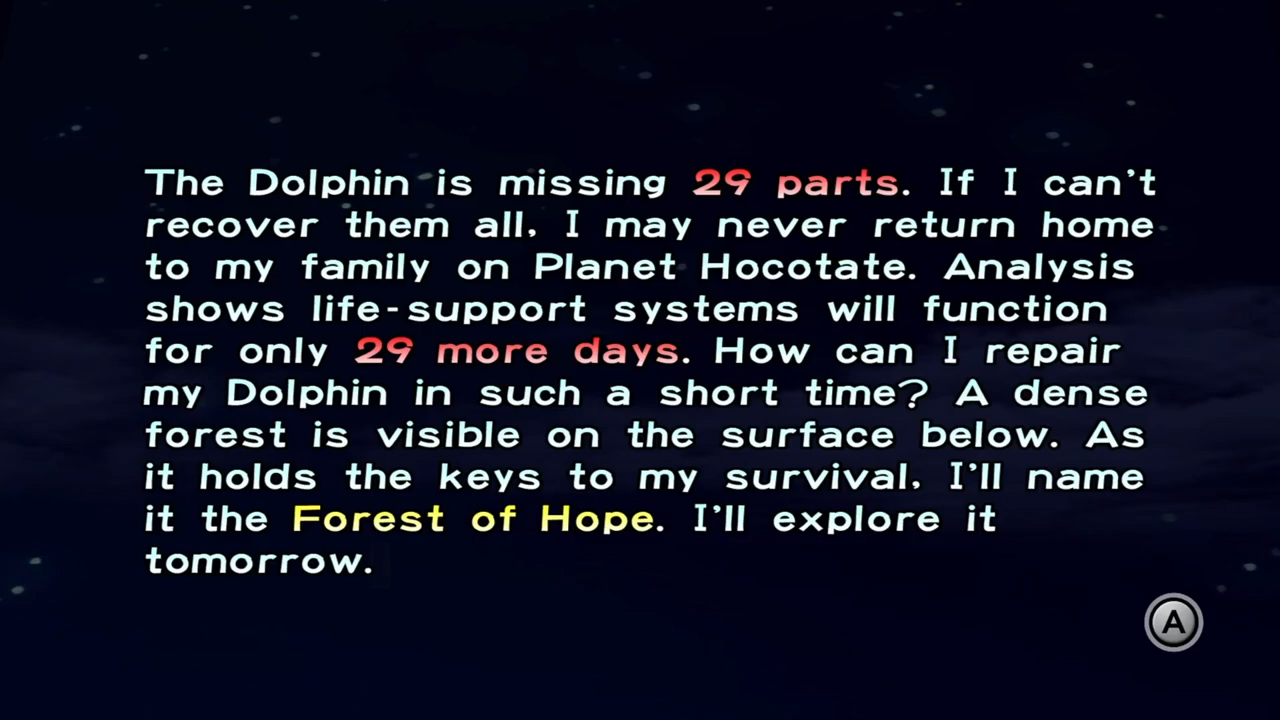 The Dolphin is missing 29 parts. If I can't
recover them all, I may never return home
to my family on Planet Hocotate. Analysis
shows life-support systems will function
for only 29 more days. How can I repair
my Dolphin in such a short time? A dense
forest is visible on the surface below. As
it holds the keys to my survival, I'll name
it the Forest of Hope. I'll explore it
tomorrow.
A